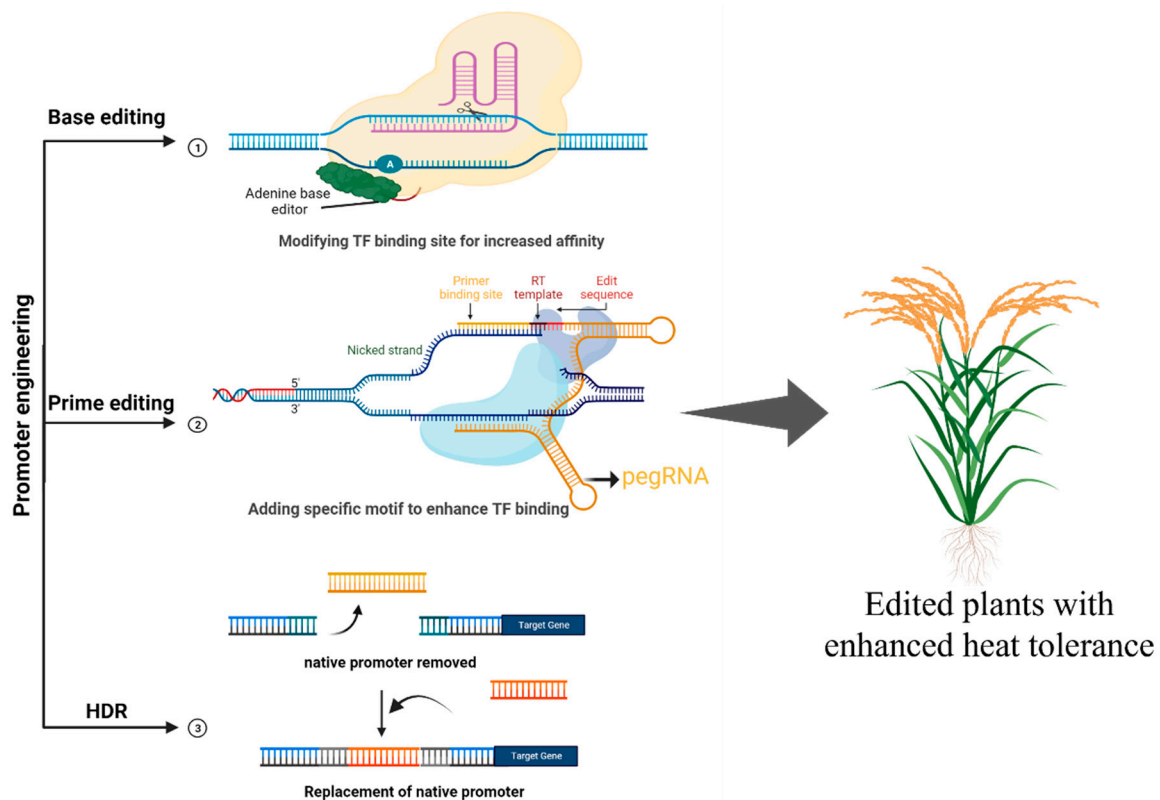 Promoter engineering
Base editing
1
A
Adenine base
editor
Modifying TF binding site for increased affinity
Prime editing
2
Primer
binding site
RT
template
Edit
sequence
Nicked strand
5'
3'
pegRNA
Adding specific motif to enhance TF binding
HDR
3
Target Gene
native promoter removed
Target Gene
Replacement of native promoter
Edited plants with
enhanced heat tolerance